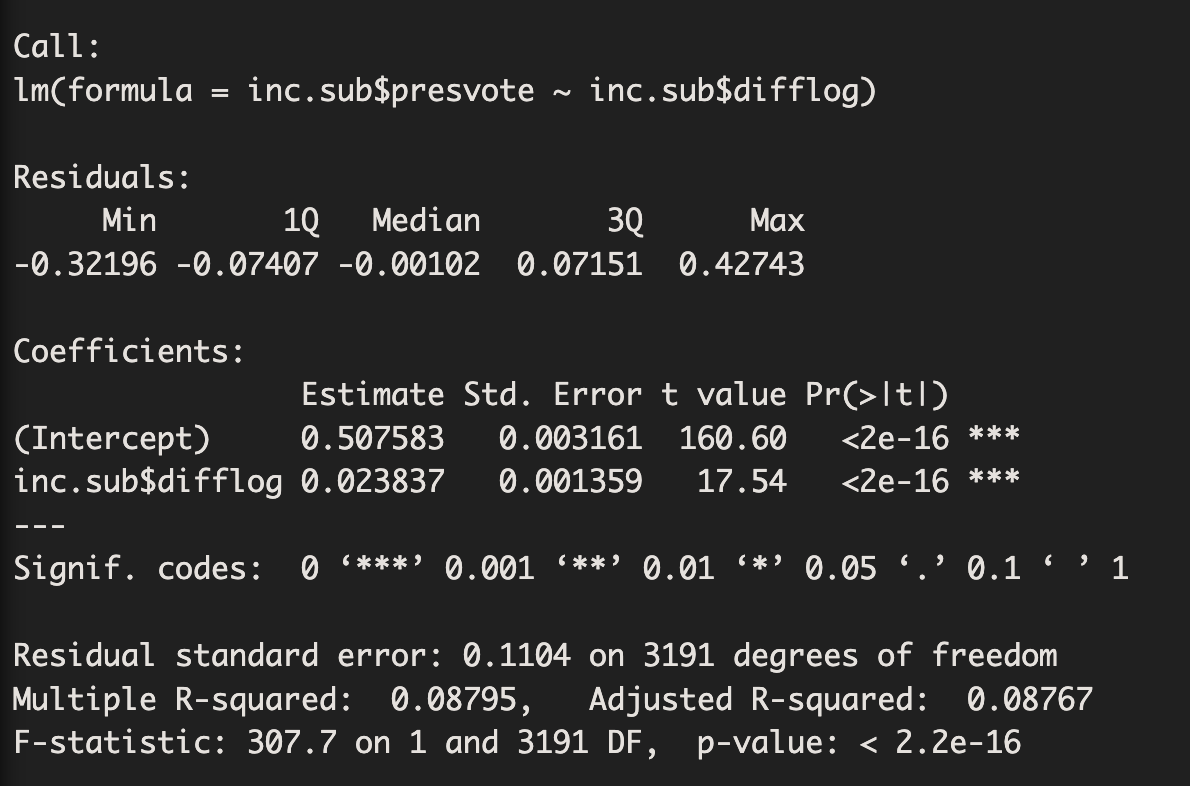 Call:
lm(formula = inc.sub$presvote ~ inc.sub$difflog)
Residuals:
     Min       1Q   Median       3Q      Max
-0.32196 -0.07407 -0.00102  0.07151  0.42743
Coefficients:
                Estimate Std. Error t value Pr(>|t|)
(Intercept)     0.507583   0.003161  160.60   <2e-16 ***
inc.sub$difflog 0.023837   0.001359   17.54   <2e-16 ***
---
Signif. codes:  0 ‘***’ 0.001 ‘**’ 0.01 ‘*’ 0.05 ‘.’ 0.1 ‘ ’ 1
Residual standard error: 0.1104 on 3191 degrees of freedom
Multiple R-squared:  0.08795,   Adjusted R-squared:  0.08767
F-statistic: 307.7 on 1 and 3191 DF,  p-value: < 2.2e-16